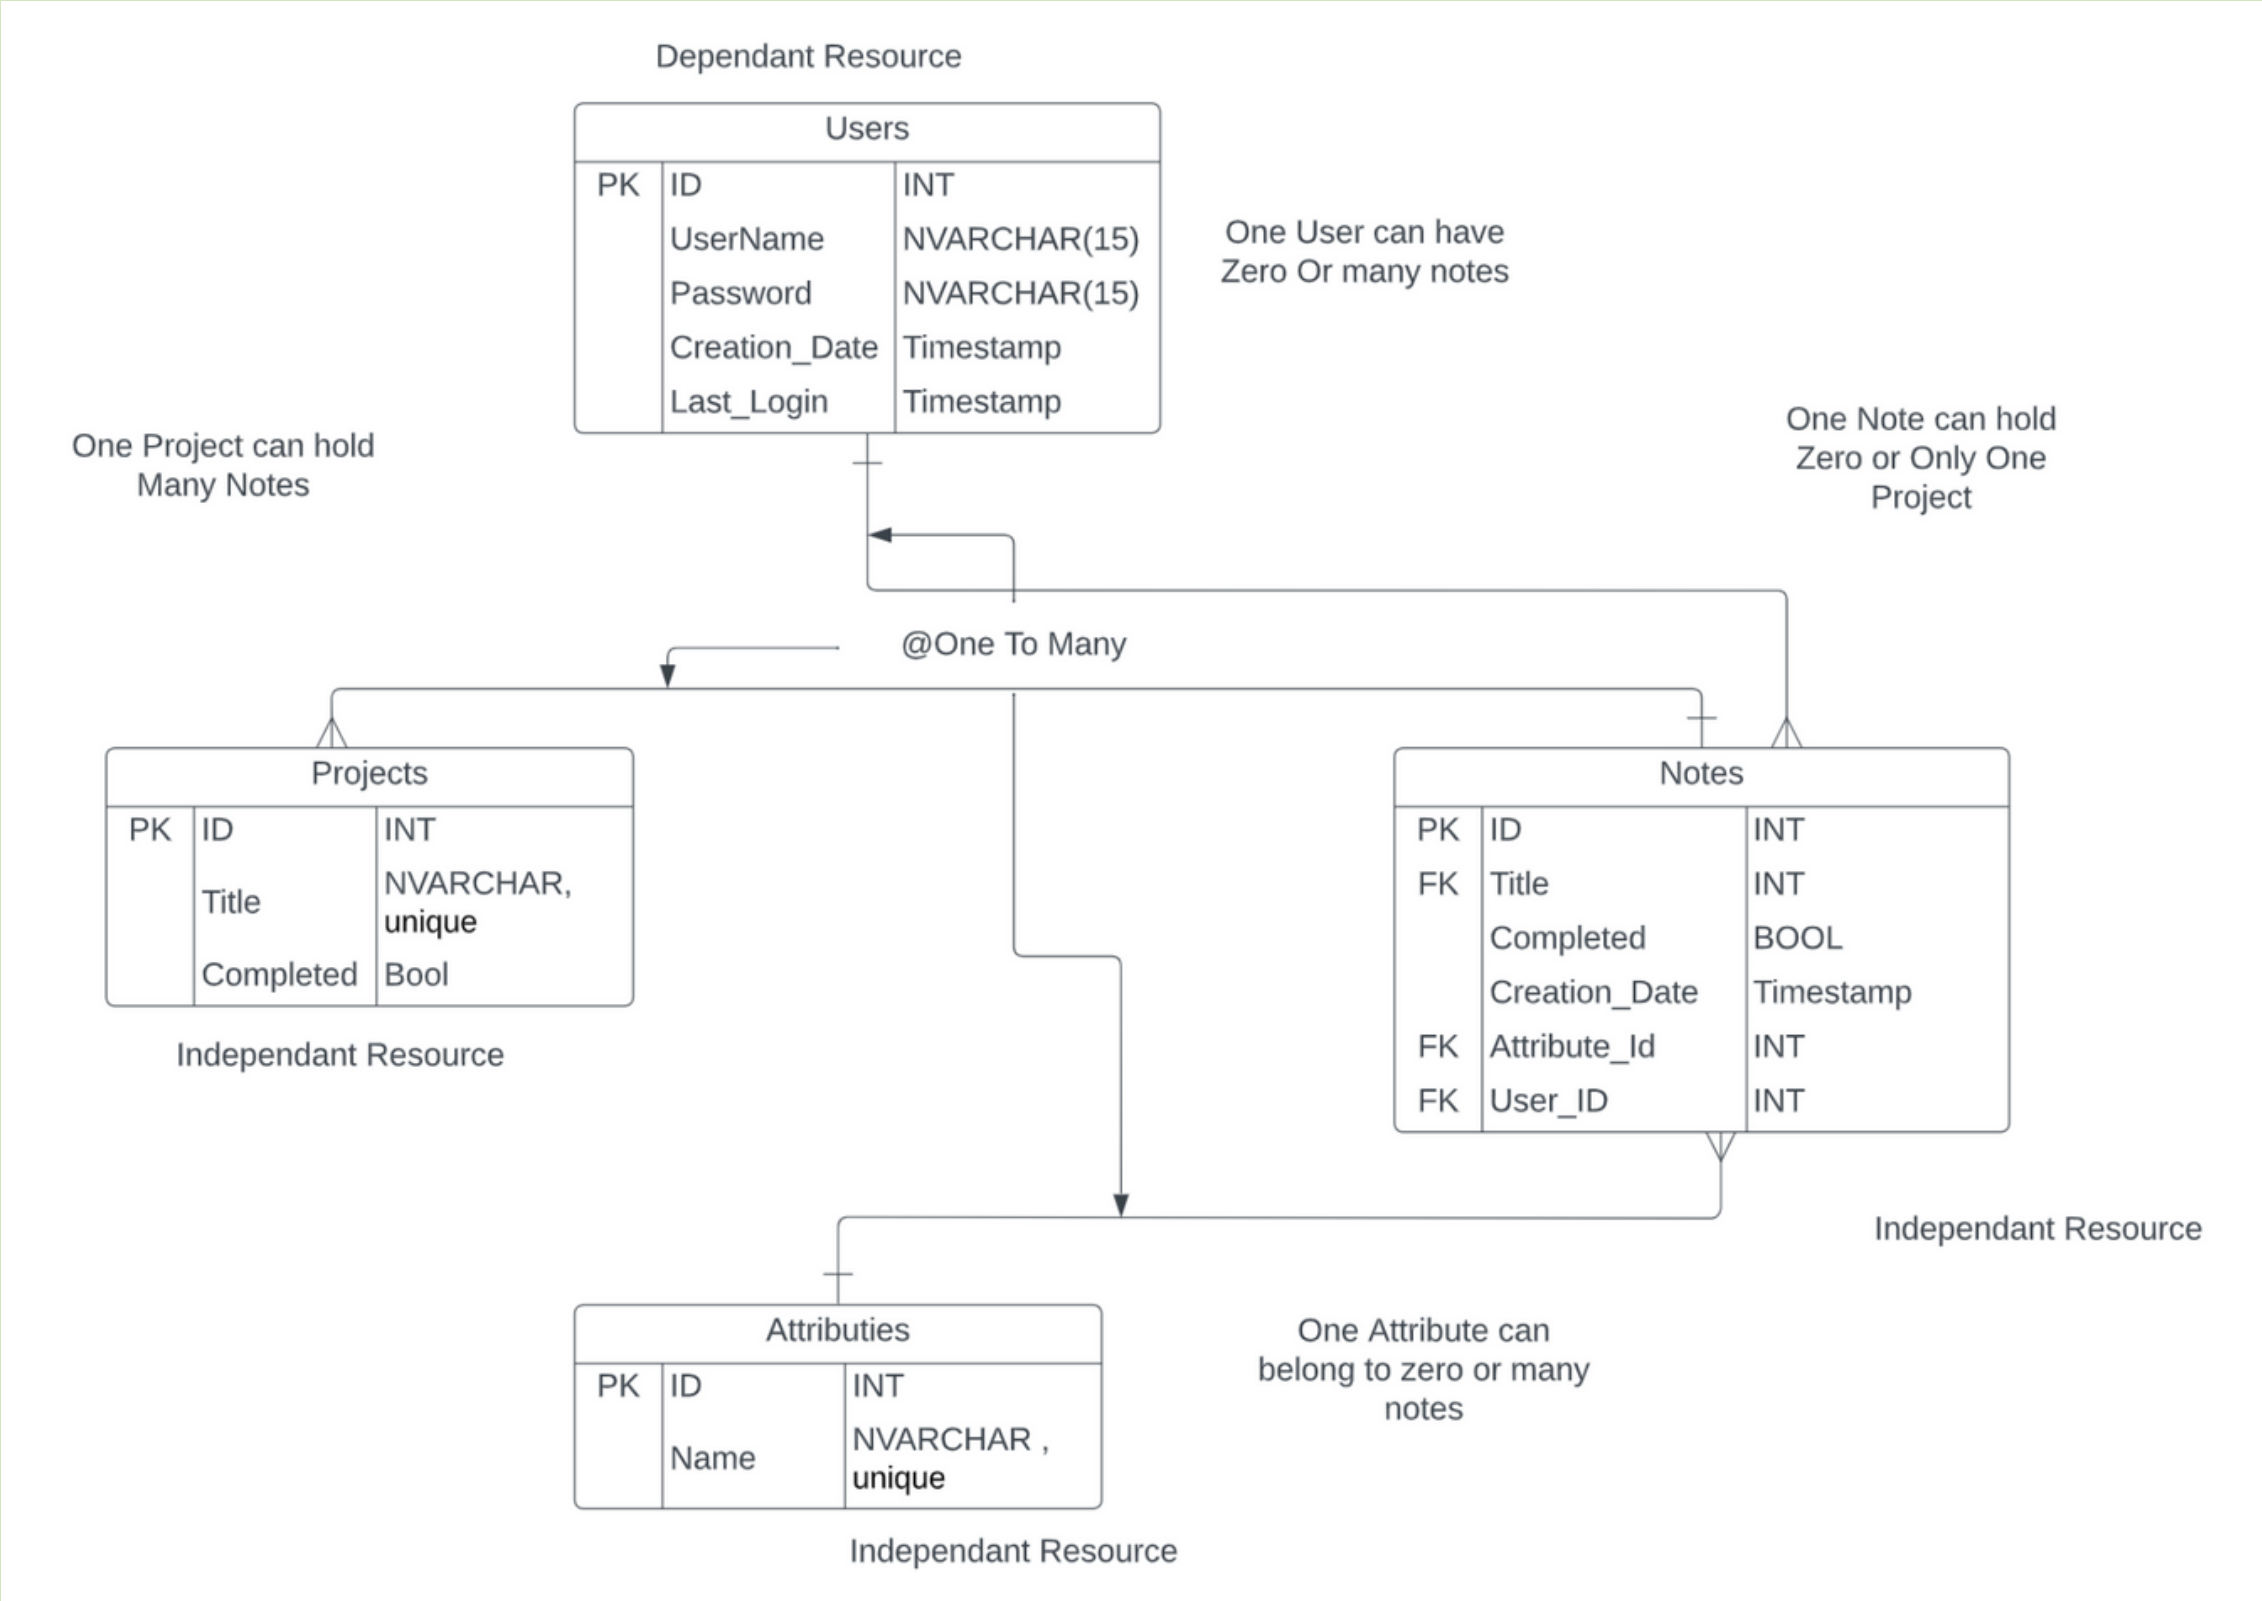 Dependant Resource
Users
PK ID INT
UserName NVARCHAR(15)
Password NVARCHAR(15)
Creation_Date Timestamp
Last_Login Timestamp
One User can have
Zero Or many notes
One Project can hold
Many Notes
One Note can hold
Zero or Only One
Project
@One To Many
Projects
PK ID INT
Title NVARCHAR,
unique
Completed Bool
Independant Resource
Notes
PK ID INT
FK Title INT
Completed BOOL
Creation_Date Timestamp
FK Attribute_Id INT
FK User_ID INT
Independant Resource
Attributies
PK ID INT
Name NVARCHAR ,
unique
One Attribute can
belong to zero or many
notes
Independant Resource